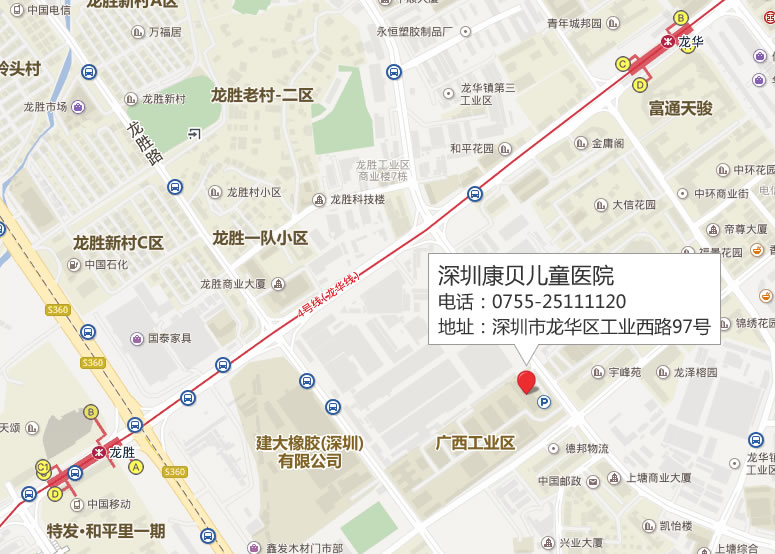 中国电信
龙胜新村A区
万福居
永恒塑胶制品厂
青年城邦园
B
龙华
C
D
岭头村
龙胜市场
龙胜新村
龙胜老村-二区
龙华镇第三
工业区
富通天骏
龙胜路
龙胜工业区
商业楼7栋
和平花园
金庸阁
中环花园
龙胜村小区
龙胜科技楼
中环商业街
大信花园
龙胜新村C区
龙胜一队小区
帝尊大厦
中国石化
龙胜商业大厦
4号线(龙华线)
深圳康贝儿童医院
电话：0755-25111120
地址：深圳市龙华区工业西路97号
S360
国泰家具
锦绣花园
S360
宇峰苑
龙泽榕园
P
B
天颂
龙胜
建大橡胶(深圳)
有限公司
广西工业区
德邦物流
C1
A
D
S360
中国邮政
上塘商业大厦
龙华镇
工业区
中国移动
特发·和平里一期
凯怡楼
鑫发木材门市部
兴业大厦
上塘综合